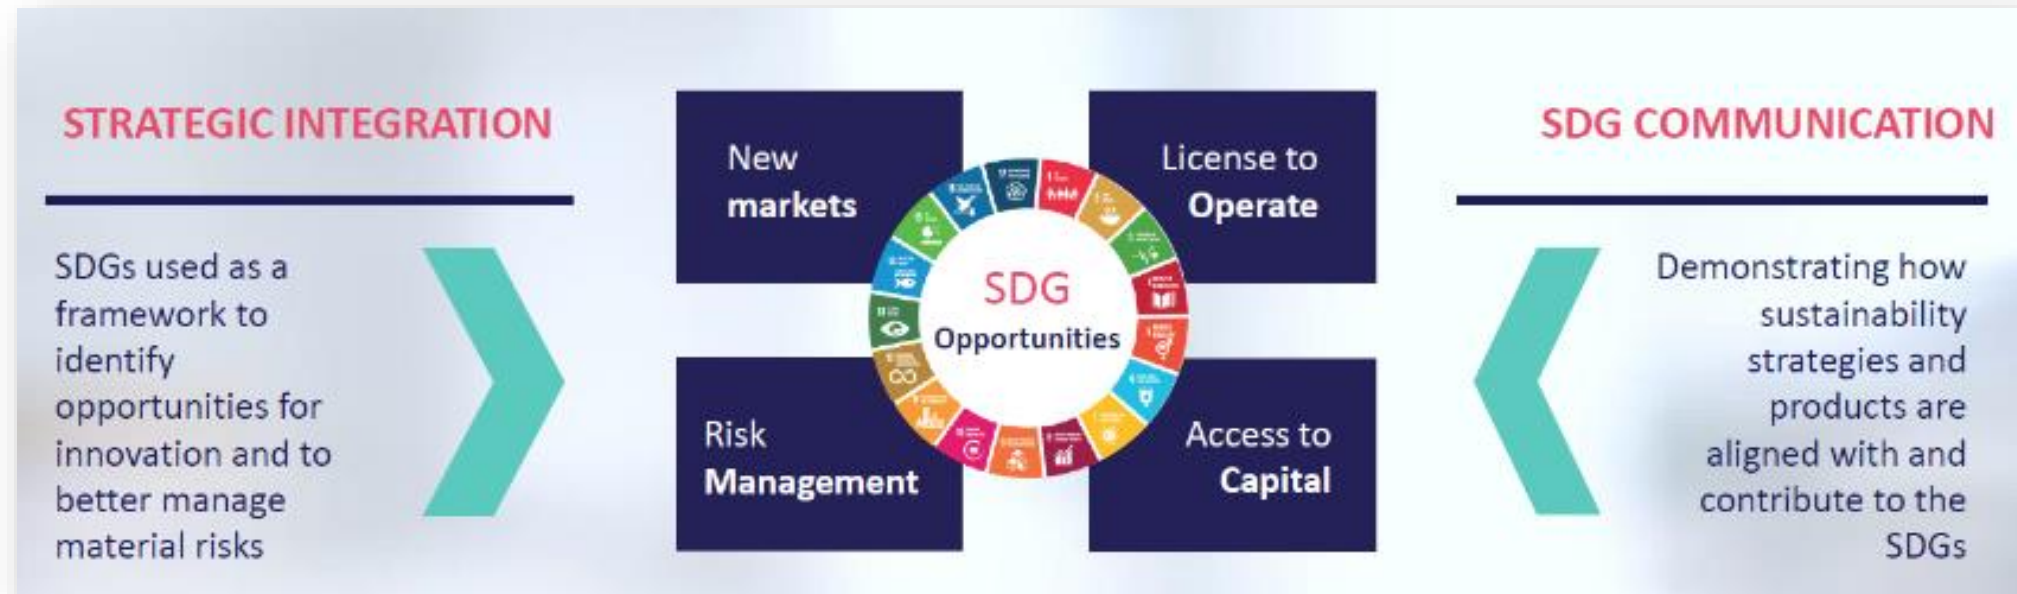 STRATEGIC INTEGRATION
SDGs used as a
framework to
identify
opportunities for
innovation and to
better manage
material risks
New
markets
License to
Operate
SDG
Opportunities
Risk
Management
Access to
Capital
SDG COMMUNICATION
Demonstrating how
sustainability
strategies and
products are
aligned with and
contribute to the
SDGs